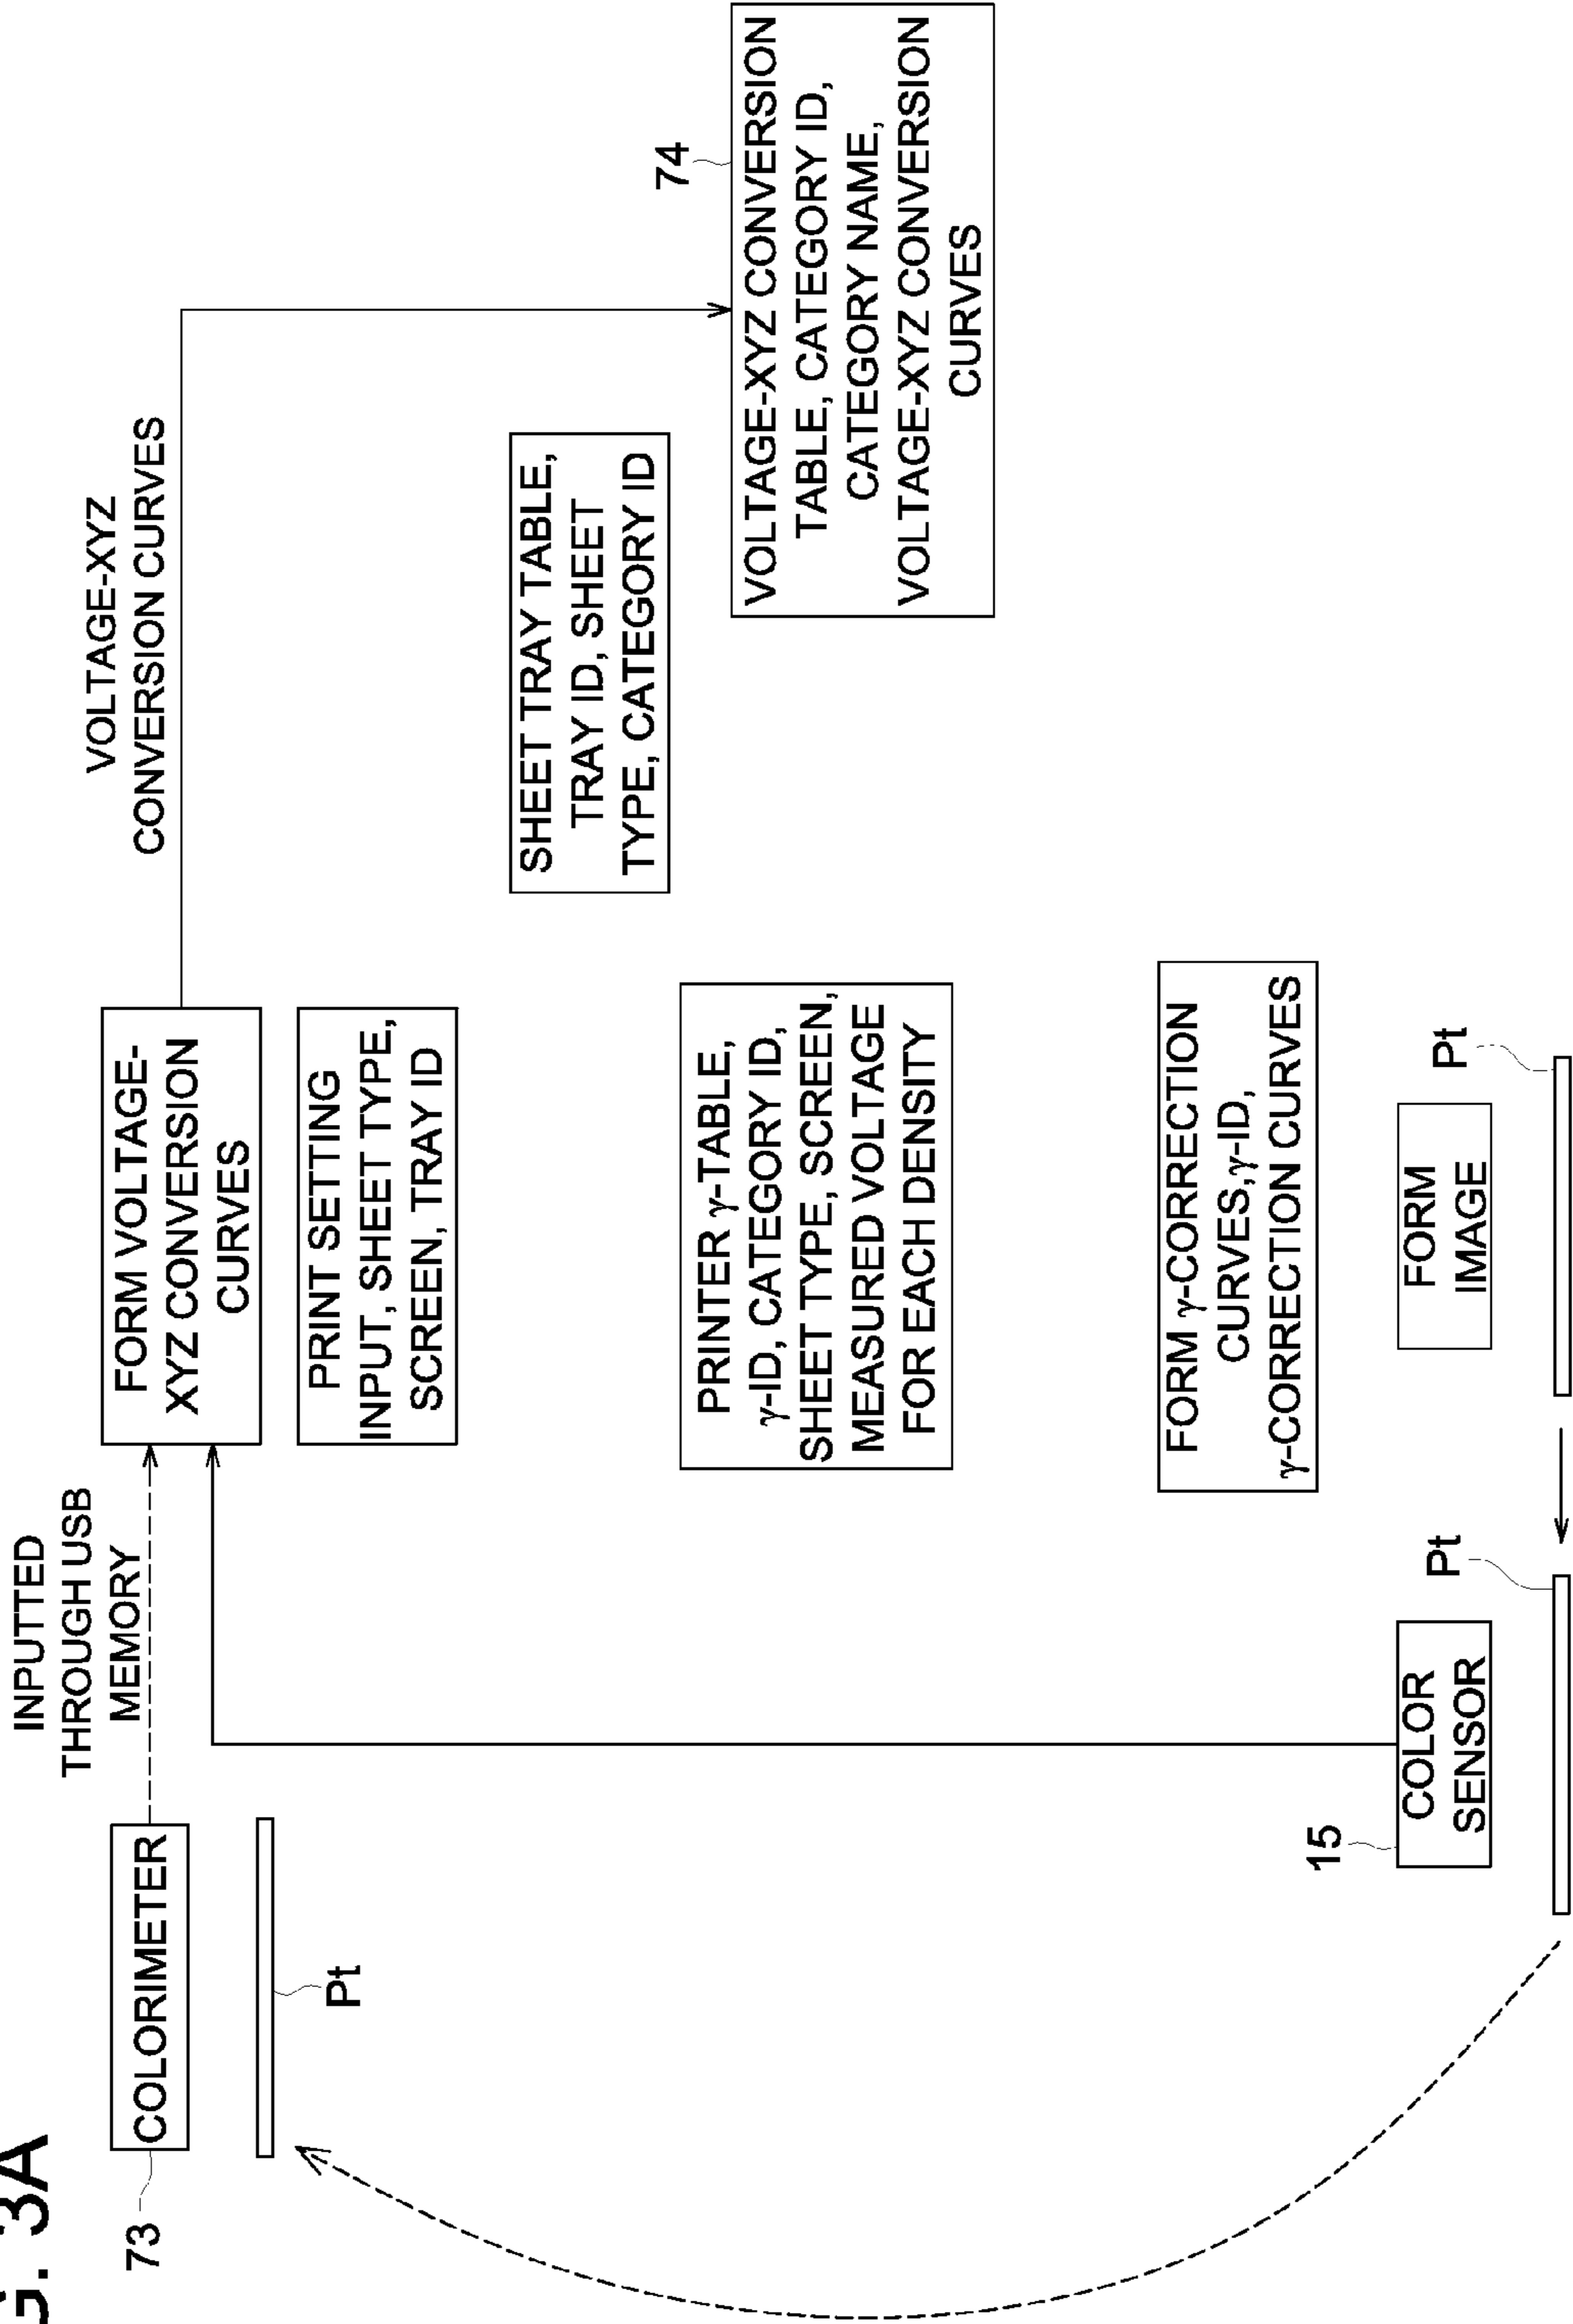 G. 3A
73
COLORIMETER
INPUTTED
THROUGH USB
MEMORY
Pt
FORM VOLTAGE-
XYZ CONVERSION
CURVES
VOLTAGE-XYZ
CONVERSION CURVES
PRINT SETTING
INPUT, SHEET TYPE,
SCREEN, TRAY ID
SHEET TRAY TABLE,
TRAY ID, SHEET
TYPE, CATEGORY ID
74
VOLTAGE-XYZ CONVERSION
TABLE, CATEGORY ID,
CATEGORY NAME,
VOLTAGE-XYZ CONVERSION
CURVES
PRINTER γ-TABLE,
γ-ID, CATEGORY ID,
SHEET TYPE, SCREEN,
MEASURED VOLTAGE
FOR EACH DENSITY
FORM γ-CORRECTION
CURVES,γ-ID,
γ-CORRECTION CURVES
15
COLOR
SENSOR
Pt
FORM
IMAGE
Pt